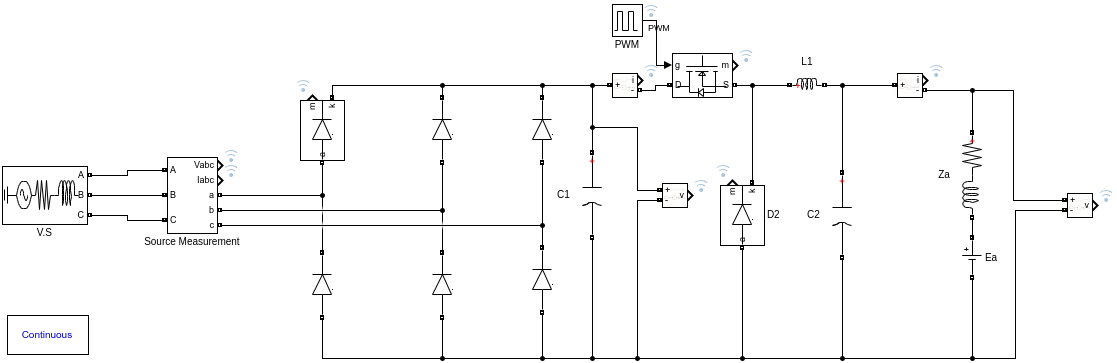 PWM
PWM
L1
i
+
-
g
m
D
S
i
+
-
m
k
a
A
B
C
A
B
C
Vabc
Iabc
a
b
c
V.S
Source Measurement
C1
+
-
v
m
k
a
D2
C2
Za
+
Ea
+
-
v
Continuous